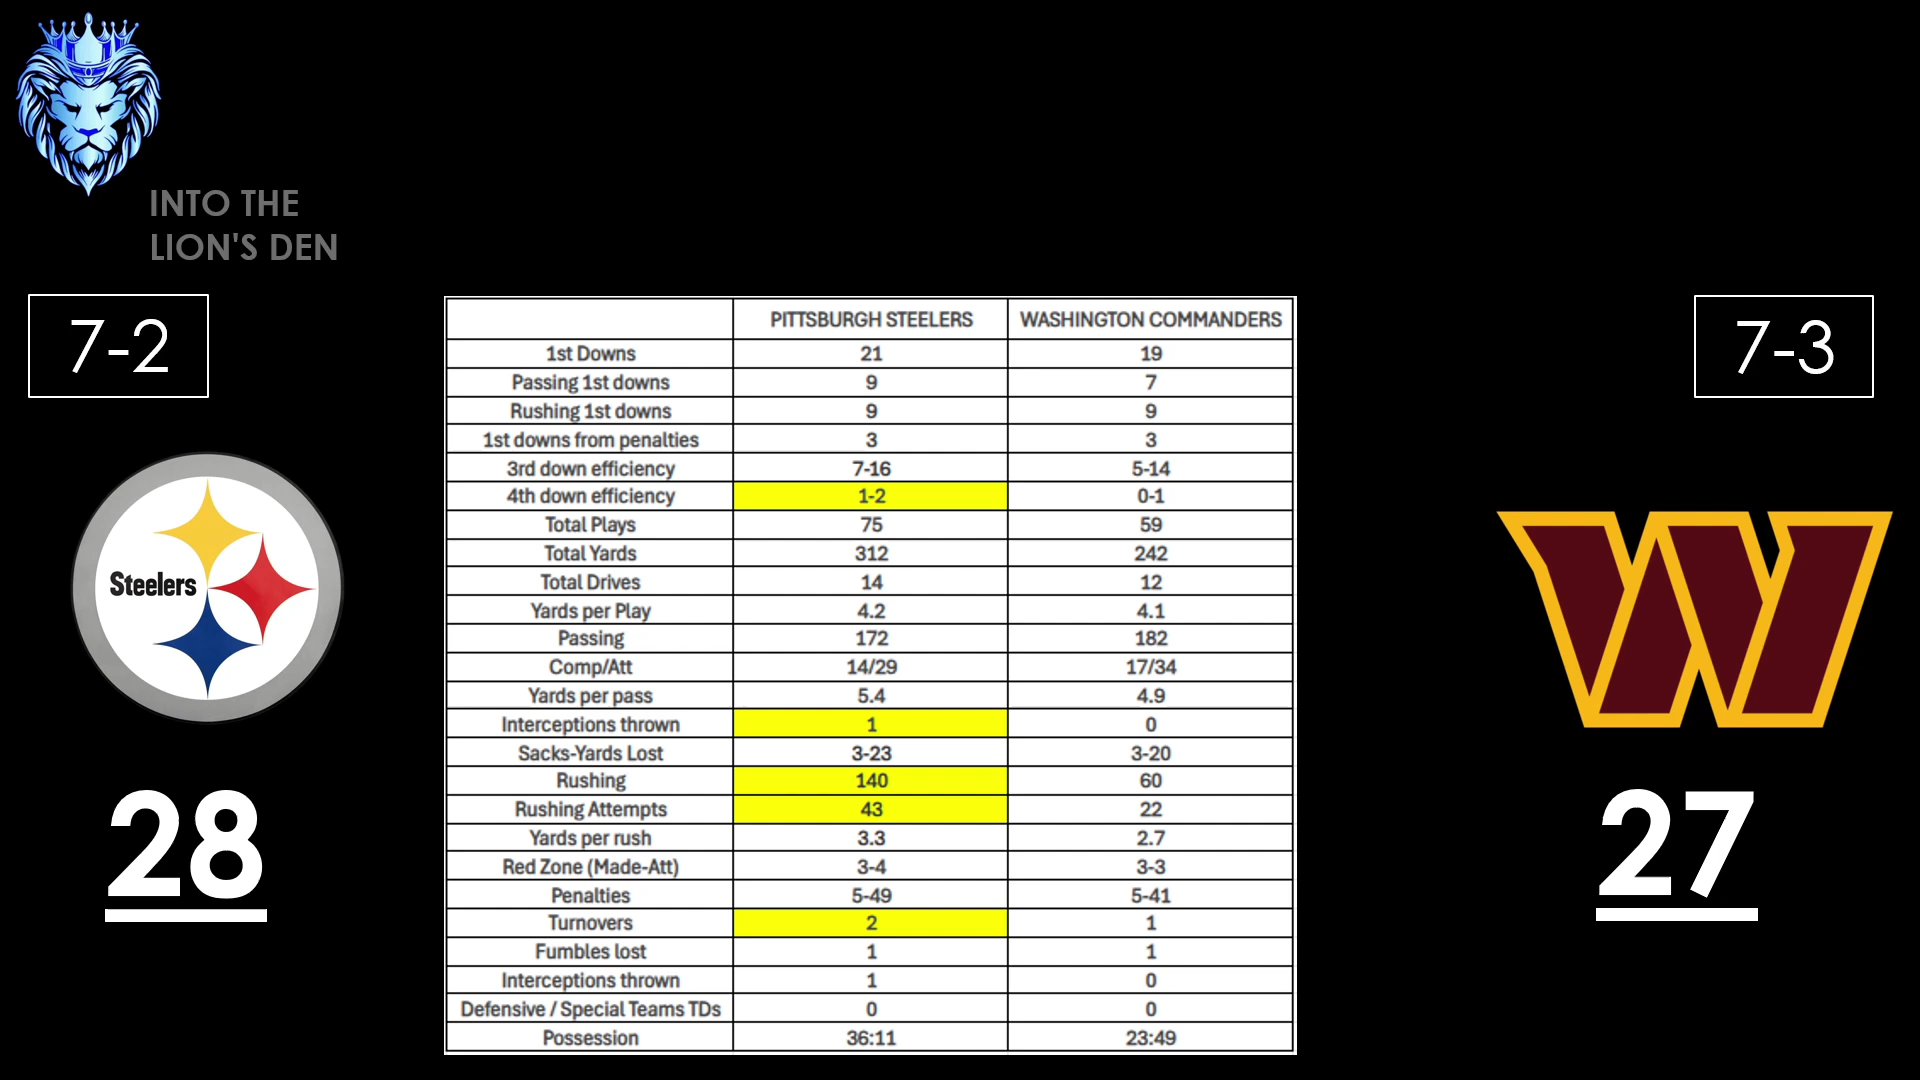 INTO THE
LION'S DEN
7-2
7-3
PITTSBURGH STEELERS WASHINGTON COMMANDERS
1st Downs 21 19
Passing 1st downs 9 7
Rushing 1st downs 9 9
1st downs from penalties 3 3
3rd down efficiency 7-16 5-14
4th down efficiency 1-2 0-1
Total Plays 75 59
Total Yards 312 242
Total Drives 14 12
Yards per Play 4.2 4.1
Passing 172 182
Comp/Att 14/29 17/34
Yards per pass 5.4 4.9
Interceptions thrown 1 0
Sacks-Yards Lost 3-23 3-20
Rushing 140 60
Rushing Attempts 43 22
Yards per rush 3.3 2.7
Red Zone (Made-Att) 3-4 3-3
Penalties 5-49 5-41
Turnovers 2 1
Fumbles lost 1 1
Interceptions thrown 1 0
Defensive / Special Teams TDs 0 0
Possession 36:11 23:49
Steelers
W
28
27